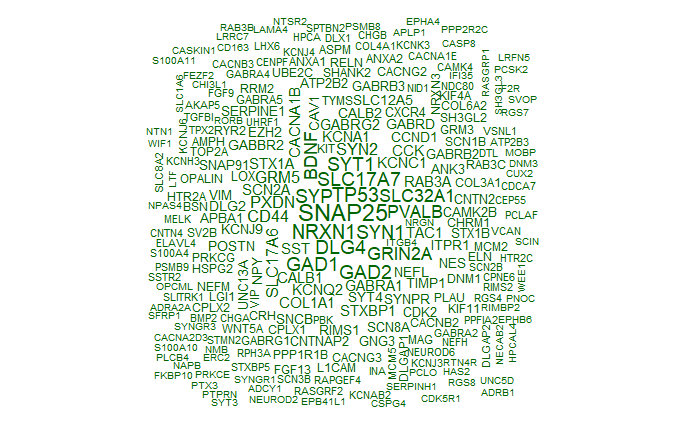 NTSR2 EPHA4
RAB3B LAMA4 SPTBN2 PSMB8 APLP1 PPP2R2C
LRRC7 HPCA DLX1 CHGB
CASKIN1 CD163 LHX6 KCNJ4 ASPM COL4A1 KCNK3 CASP8
S100A11 CACNB3 CENPF ANXA1 RELN ANXA2 CACNA1E LRFN5
FEZF2 GABRA4 UBE2C SHANK2 CACNG2 CAMK4 RASGRP1 PCSK2
SLC1A6 CHI3L1 RRM2 ATP2B2 GABRB3 NID1 NRXN3 IFI35 NDC80 SH3GL3 F2R
FGF9 GABRA5 CACNA1B CAV1 TYMS SLC12A5 KIF4A SVOP
AKAP5 SERPINE1 CALB2 CXCR4 COL6A2 RGS7
KCNJ6 TGFBI RORB UHRF1 BDNF GABRG2 GABRD SH3GL2
NTN1 TPX2 RYR2 EZH2 KCNA1 CCND1 GRM3 VSNL1
WIF1 AMPH GABBR2 KIT SYN2 CCK SCN1B ATP2B3
TOP2A GABRB2 DTL MOBP
SLC8A2 KCNH3 SNAP91 STX1A SYT1 KCNC1 ANK3 RAB3C DNM3
LTF OPALIN LOX GRM5 SLC17A7 RAB3A COL3A1 CUX2
HTR2A VIM SCN2A SYP TP53 SLC32A1 CNTN2 CEP55 CDCA7
NPAS4 BSN DLG2 PXDN SNAP25 PVALB CAMK2B PCLAF
MELK APBA1 CD44 NRGN CHRM1
CNTN4 SV2B KCNJ9 NRXN1 SYN1 TAC1 STX1B VCAN
ELAVL4 POSTN SLC17A6 SST DLG4 ITGB4 ITPR1 MCM2 SCIN
S100A4 PRKCG GRIN2A ELN HTR2C
PSMB9 HSPG2 UNC13A NPY GAD1 GAD2 NEFL NES SCN2B WEE1
SSTR2 CALB1 TIMP1 DNM1 CPNE6
OPCML NEFM VIP KCNQ2 GABRA1 RIMS2
SLITRK1 LGI1 COL1A1 SYT4 SYNPR PLAU RGS4 PNOC
ADRA2A CPLX2 STXBP1 CDK2 KIF11 RIMBP2
SFRP1 BMP2 CHGA CRH SNCB PBK CACNB2 PPFIA2 EPHB6
SYNGR3 WNT5A CPLX1 RIMS1 SCN8A GABRA2 DLGAP2 NECAB2 HPCAL4
CACNA2D3 STMN2 GABRG1 CNTNAP2 GNG3 MAG NEFH
S100A10 NMB RPH3A PPP1R1B CACNG3 MCM5 DLGAP1 NEUROD6
PLCB4 ERC2 KCNJ3 RTN4R
NAPB STXBP5 FGF13 L1CAM INA PCLO HAS2
FKBP10 PRKCE SYNGR1 SCN3B RAPGEF4 RGS8 UNC5D
PTX3 ADCY1 RASGRF2 SERPINH1 ADRB1
PTPRN NEUROD2 KCNAB2 CDK5R1
SYT3 EPB41L1 CSPG4